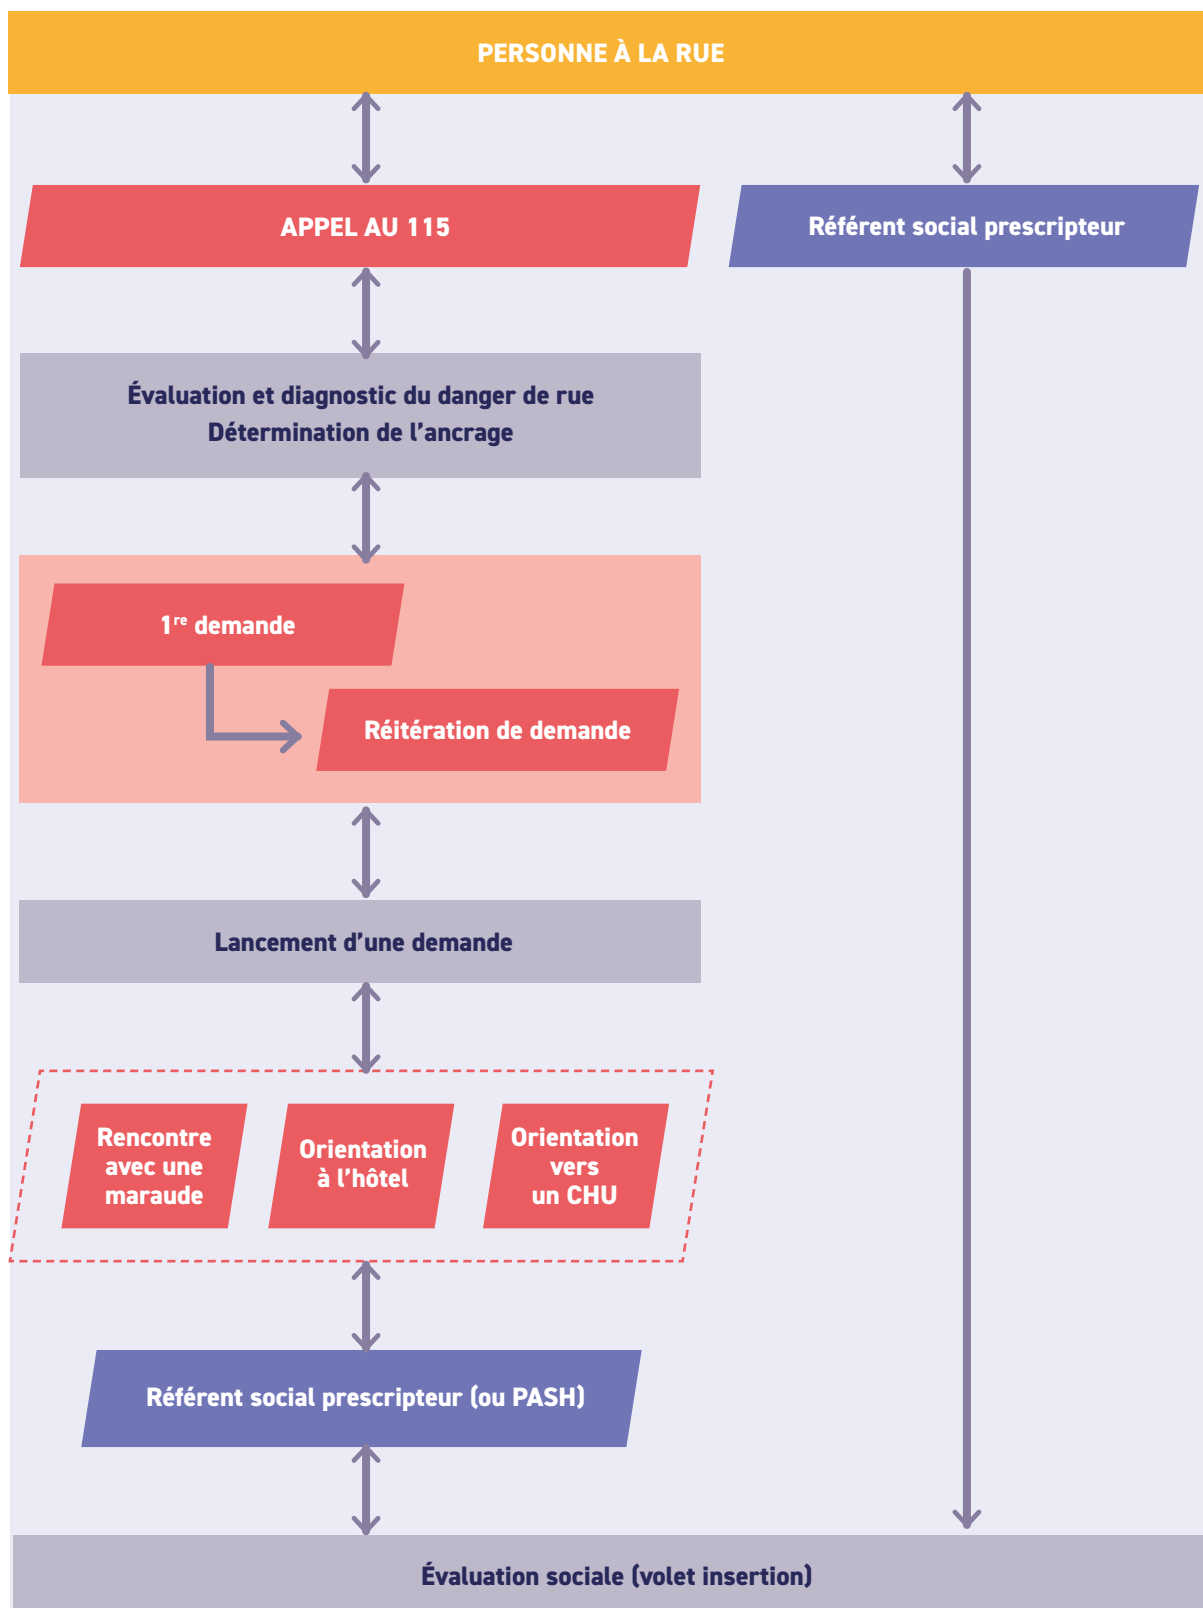 PERSONNE À LA RUE
APPEL AU 115
Référent social prescripteur
Évaluation et diagnostic du danger de rue
Détermination de l’ancrage
1re demande
Réitération de demande
Lancement d’une demande
Rencontre
avec une
maraude
Orientation
à l’hôtel
Orientation
vers
un CHU
Référent social prescripteur (ou PASH)
Évaluation sociale (volet insertion)